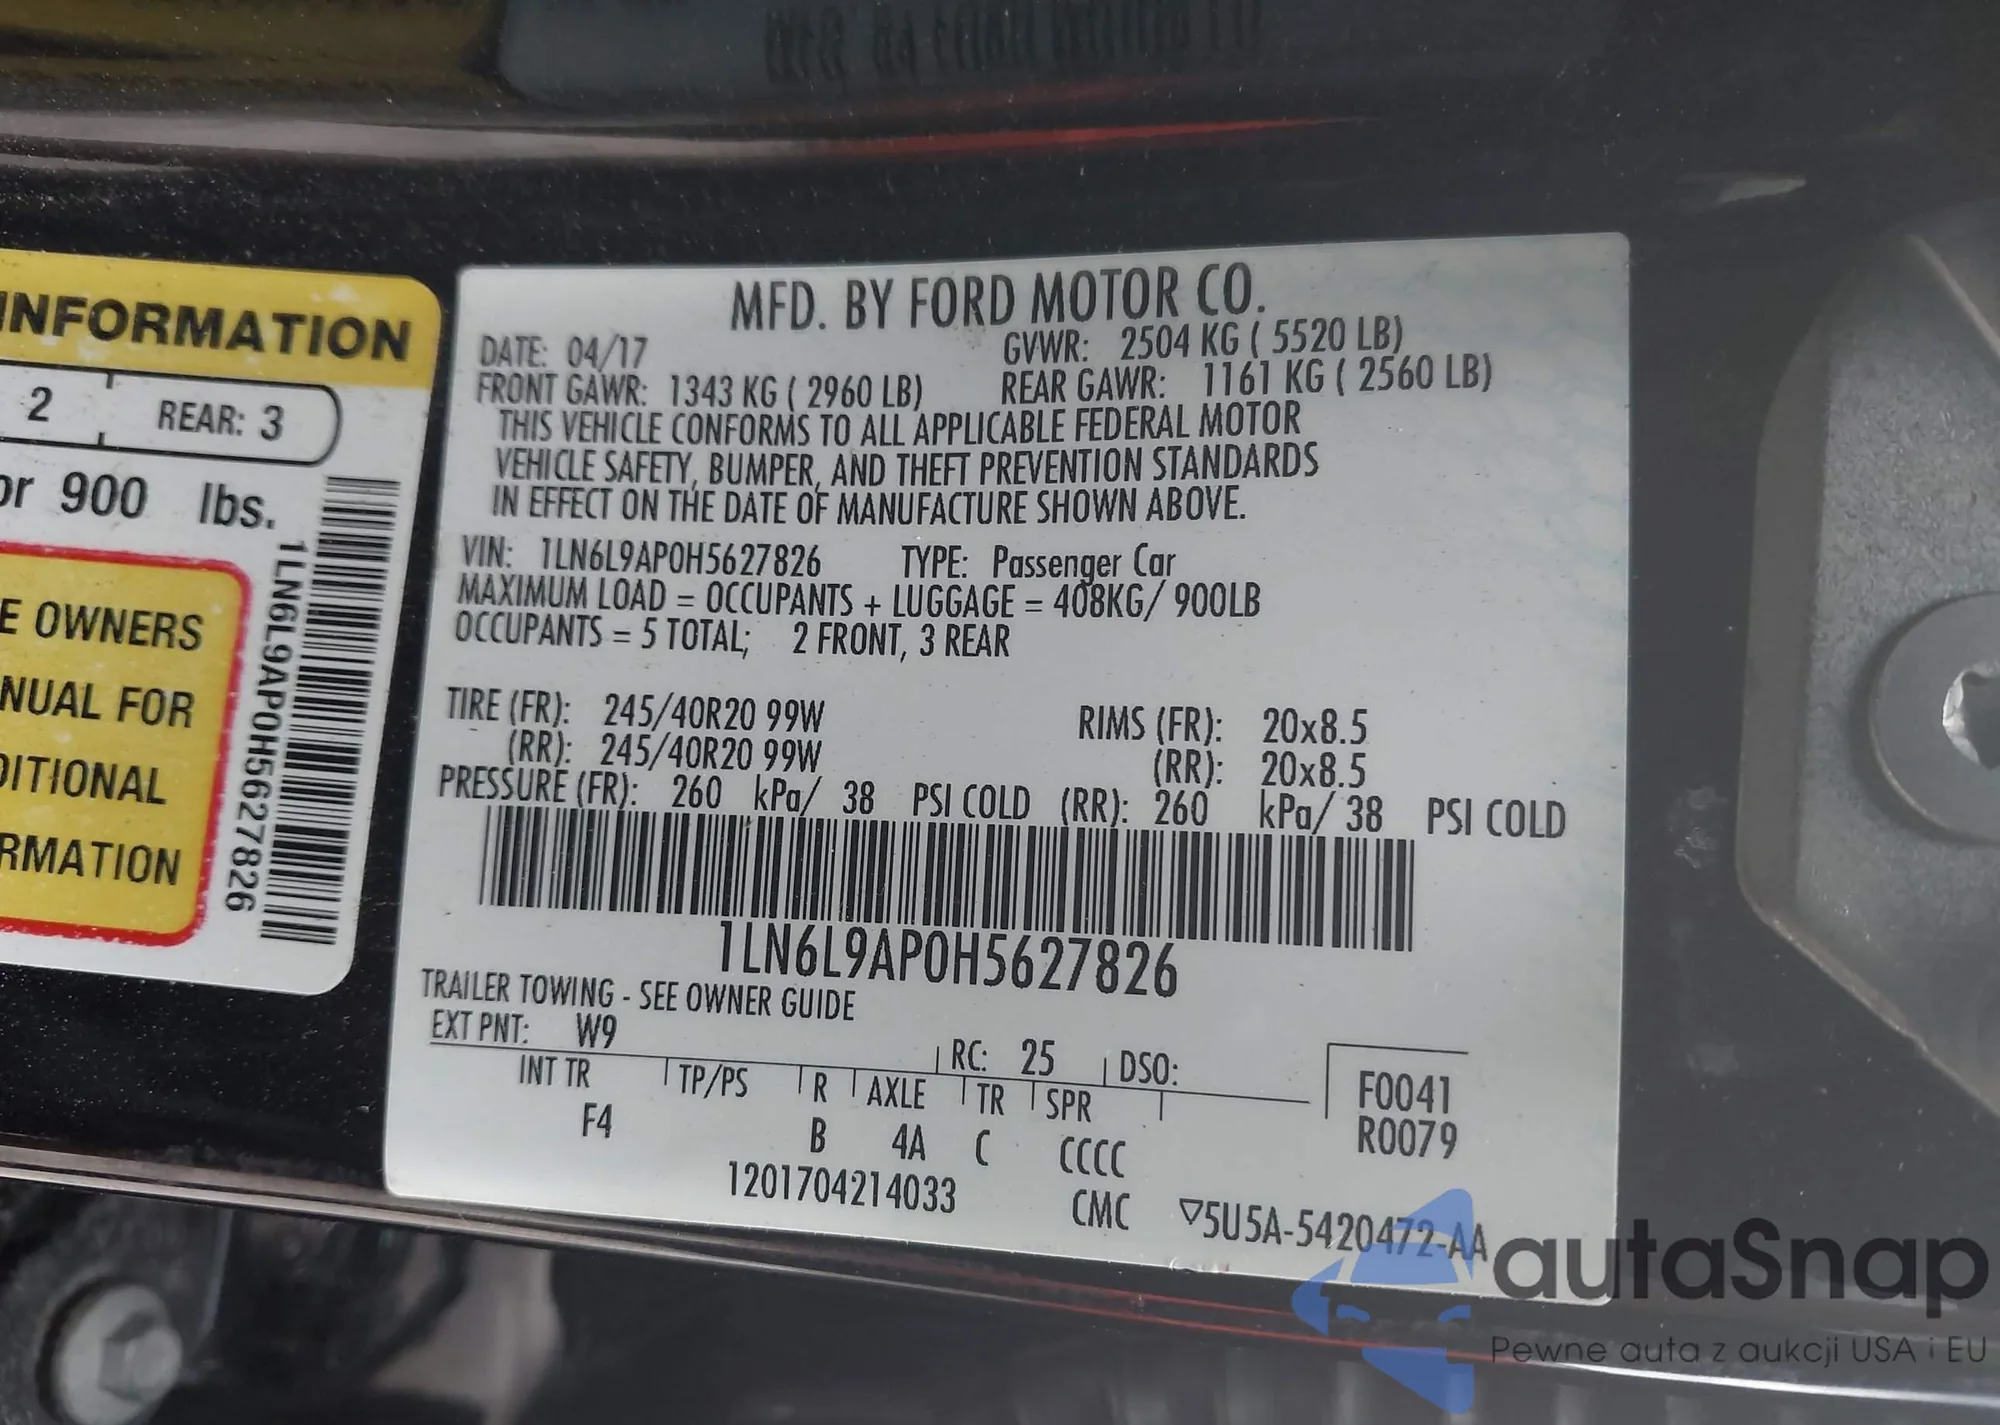 INFORMATION
2 REAR: 3
or 900 lbs.
E OWNERS
NUAL FOR
DITIONAL
RMATION
1LN6L9AP0H5627826
MFD. BY FORD MOTOR CO.
DATE: 04/17 GVWR: 2504 KG ( 5520 LB)
FRONT GAWR: 1343 KG ( 2960 LB) REAR GAWR: 1161 KG ( 2560 LB)
THIS VEHICLE CONFORMS TO ALL APPLICABLE FEDERAL MOTOR
VEHICLE SAFETY, BUMPER, AND THEFT PREVENTION STANDARDS
IN EFFECT ON THE DATE OF MANUFACTURE SHOWN ABOVE.
VIN: 1LN6L9AP0H5627826 TYPE: Passenger Car
MAXIMUM LOAD = OCCUPANTS + LUGGAGE = 408KG/ 900LB
OCCUPANTS = 5 TOTAL; 2 FRONT, 3 REAR
TIRE (FR): 245/40R20 99W RIMS (FR): 20x8.5
(RR): 245/40R20 99W (RR): 20x8.5
PRESSURE (FR): 260 kPa/ 38 PSI COLD (RR): 260 kPa/ 38 PSI COLD
1LN6L9AP0H5627826
TRAILER TOWING - SEE OWNER GUIDE
EXT PNT: W9 RC: 25 DSO:
INT TR TP/PS R AXLE TR SPR F0041
F4 B 4A C CCCC R0079
1201704214033 CMC ▽5U5A-5420472-AA
autaSnap
Pewne auta z aukcji USA i EU